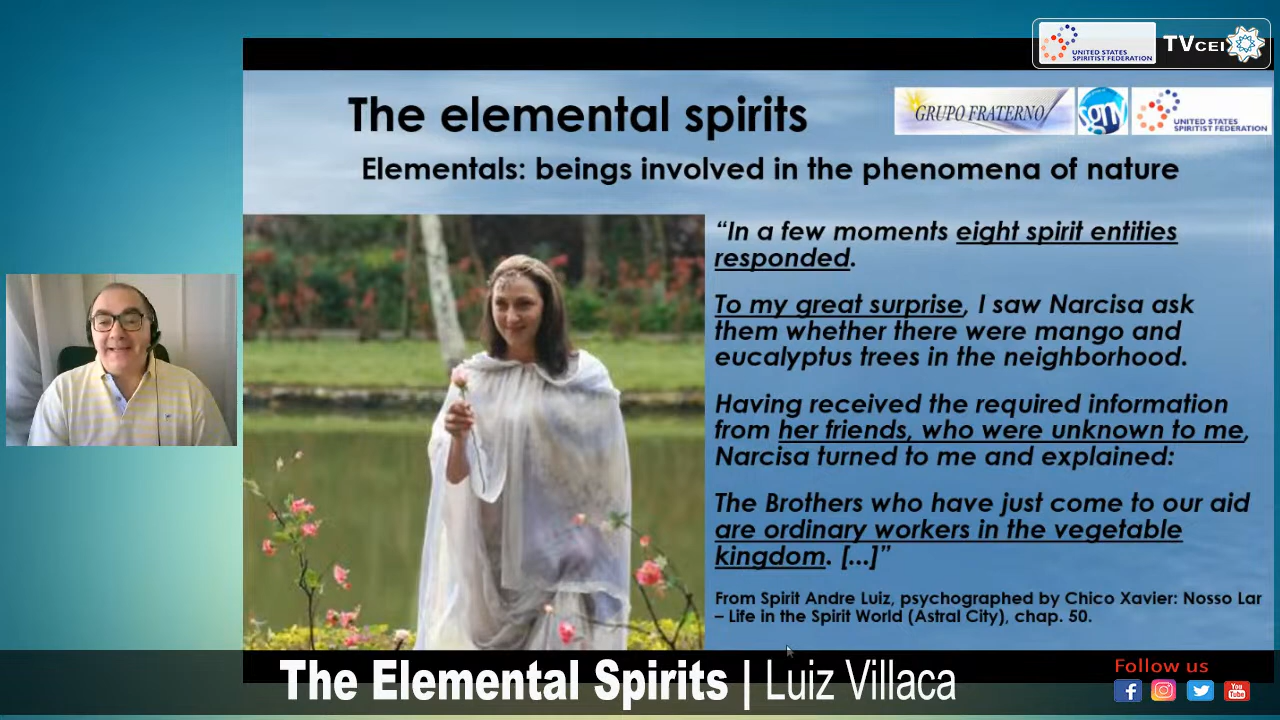 UNITED STATES
SPIRITIST FEDERATION
TVCEI
The elemental spirits
GRUPO FRATERNO
sgny
UNITED STATES
SPIRITIST FEDERATION
Elementals: beings involved in the phenomena of nature
“In a few moments eight spirit entities
responded.
To my great surprise, I saw Narcisa ask
them whether there were mango and
eucalyptus trees in the neighborhood.
Having received the required information
from her friends, who were unknown to me,
Narcisa turned to me and explained:
The Brothers who have just come to our aid
are ordinary workers in the vegetable
kingdom. [...]”
From Spirit Andre Luiz, psychographed by Chico Xavier: Nosso Lar
– Life in the Spirit World (Astral City), chap. 50.
The Elemental Spirits | Luiz Villaca
Follow us
You
Tube